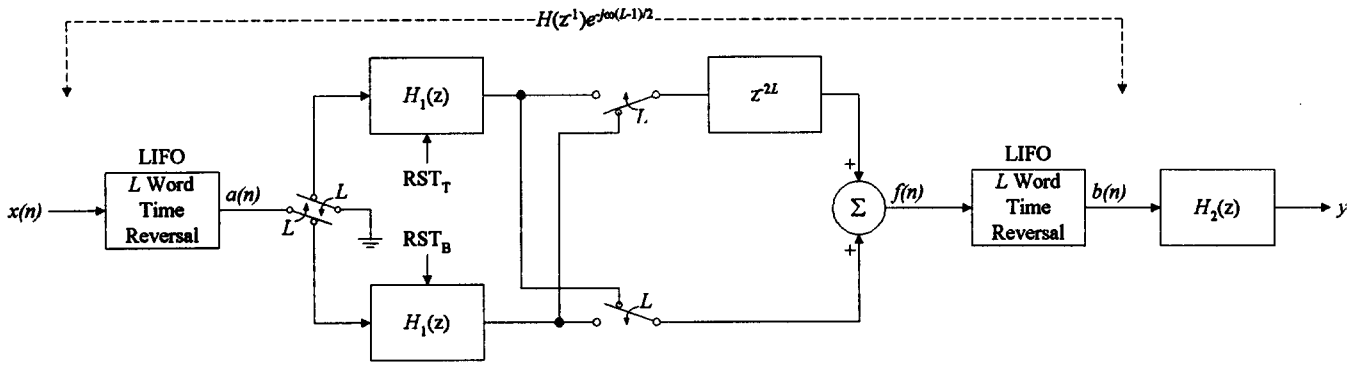 H(z⁻¹)e^-jω(L-1)/2
H₁(z)
z⁻²ᴸ
L
LIFO
L Word
Time
Reversal
x(n)
a(n)
L
L
RST_T
RST_B
+
Σ
+
f(n)
LIFO
L Word
Time
Reversal
b(n)
H₂(z)
y
L
H₁(z)